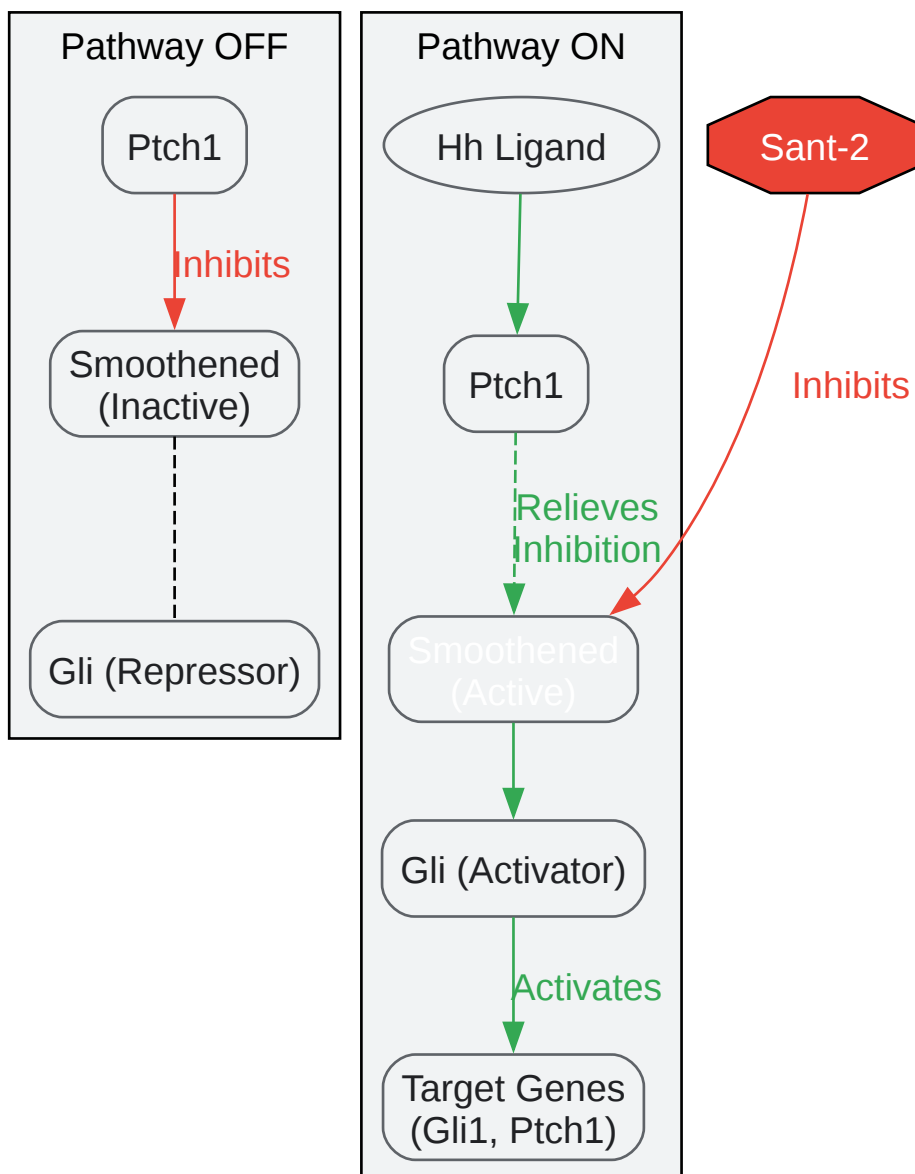 Pathway OFF
Ptch1
Inhibits
Smoothened
(Inactive)
Gli (Repressor)
Pathway ON
Hh Ligand
Ptch1
Relieves
Inhibition
Smoothened
(Active)
Gli (Activator)
Activates
Target Genes
(Gli1, Ptch1)
Sant-2
Inhibits